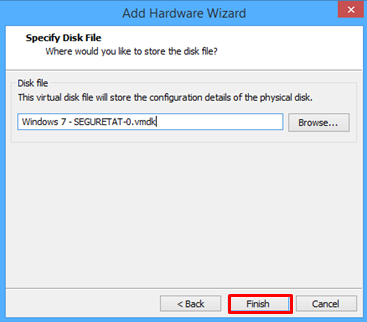 Add Hardware Wizard
Specify Disk File
Where would you like to store the disk file?
Disk file
This virtual disk file will store the configuration details of the physical disk.
Windows 7 - SEGURETAT-0.vmdk
Browse...
< Back
Finish
Cancel